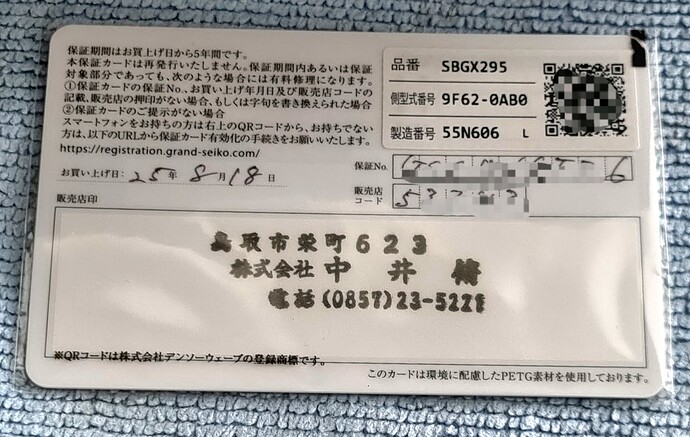 保証期間はお買上げ日から5年間です。
本保証カードは再発行いたしません。保証期間内あるいは保証
対象部分であっても、次のような場合には有料修理になります。
①保証カードの保証No.、お買い上げ年月日及び販売店コードの
記載、販売店の押印がない場合、もしくは字句を書き換えられた場合
②保証カードのご提示がない場合
スマートフォンをお持ちの方は右上のQRコードから、お持ちでない
方は、以下のURLから保証カード有効化の手続きをお願いいたします。
https://registration.grand-seiko.com/
品番 SBGX295
側型式番号 9F62-0AB0
製造番号 55N606 L
保証No.
お買い上げ日: 25年 8月 18日
販売店
コード
販売店印
鳥取市栄町623
株式会社 中井脩
電話(0857)23-5221
※QRコードは株式会社デンソーウェーブの登録商標です。
このカードは環境に配慮したPETG素材を使用しております。